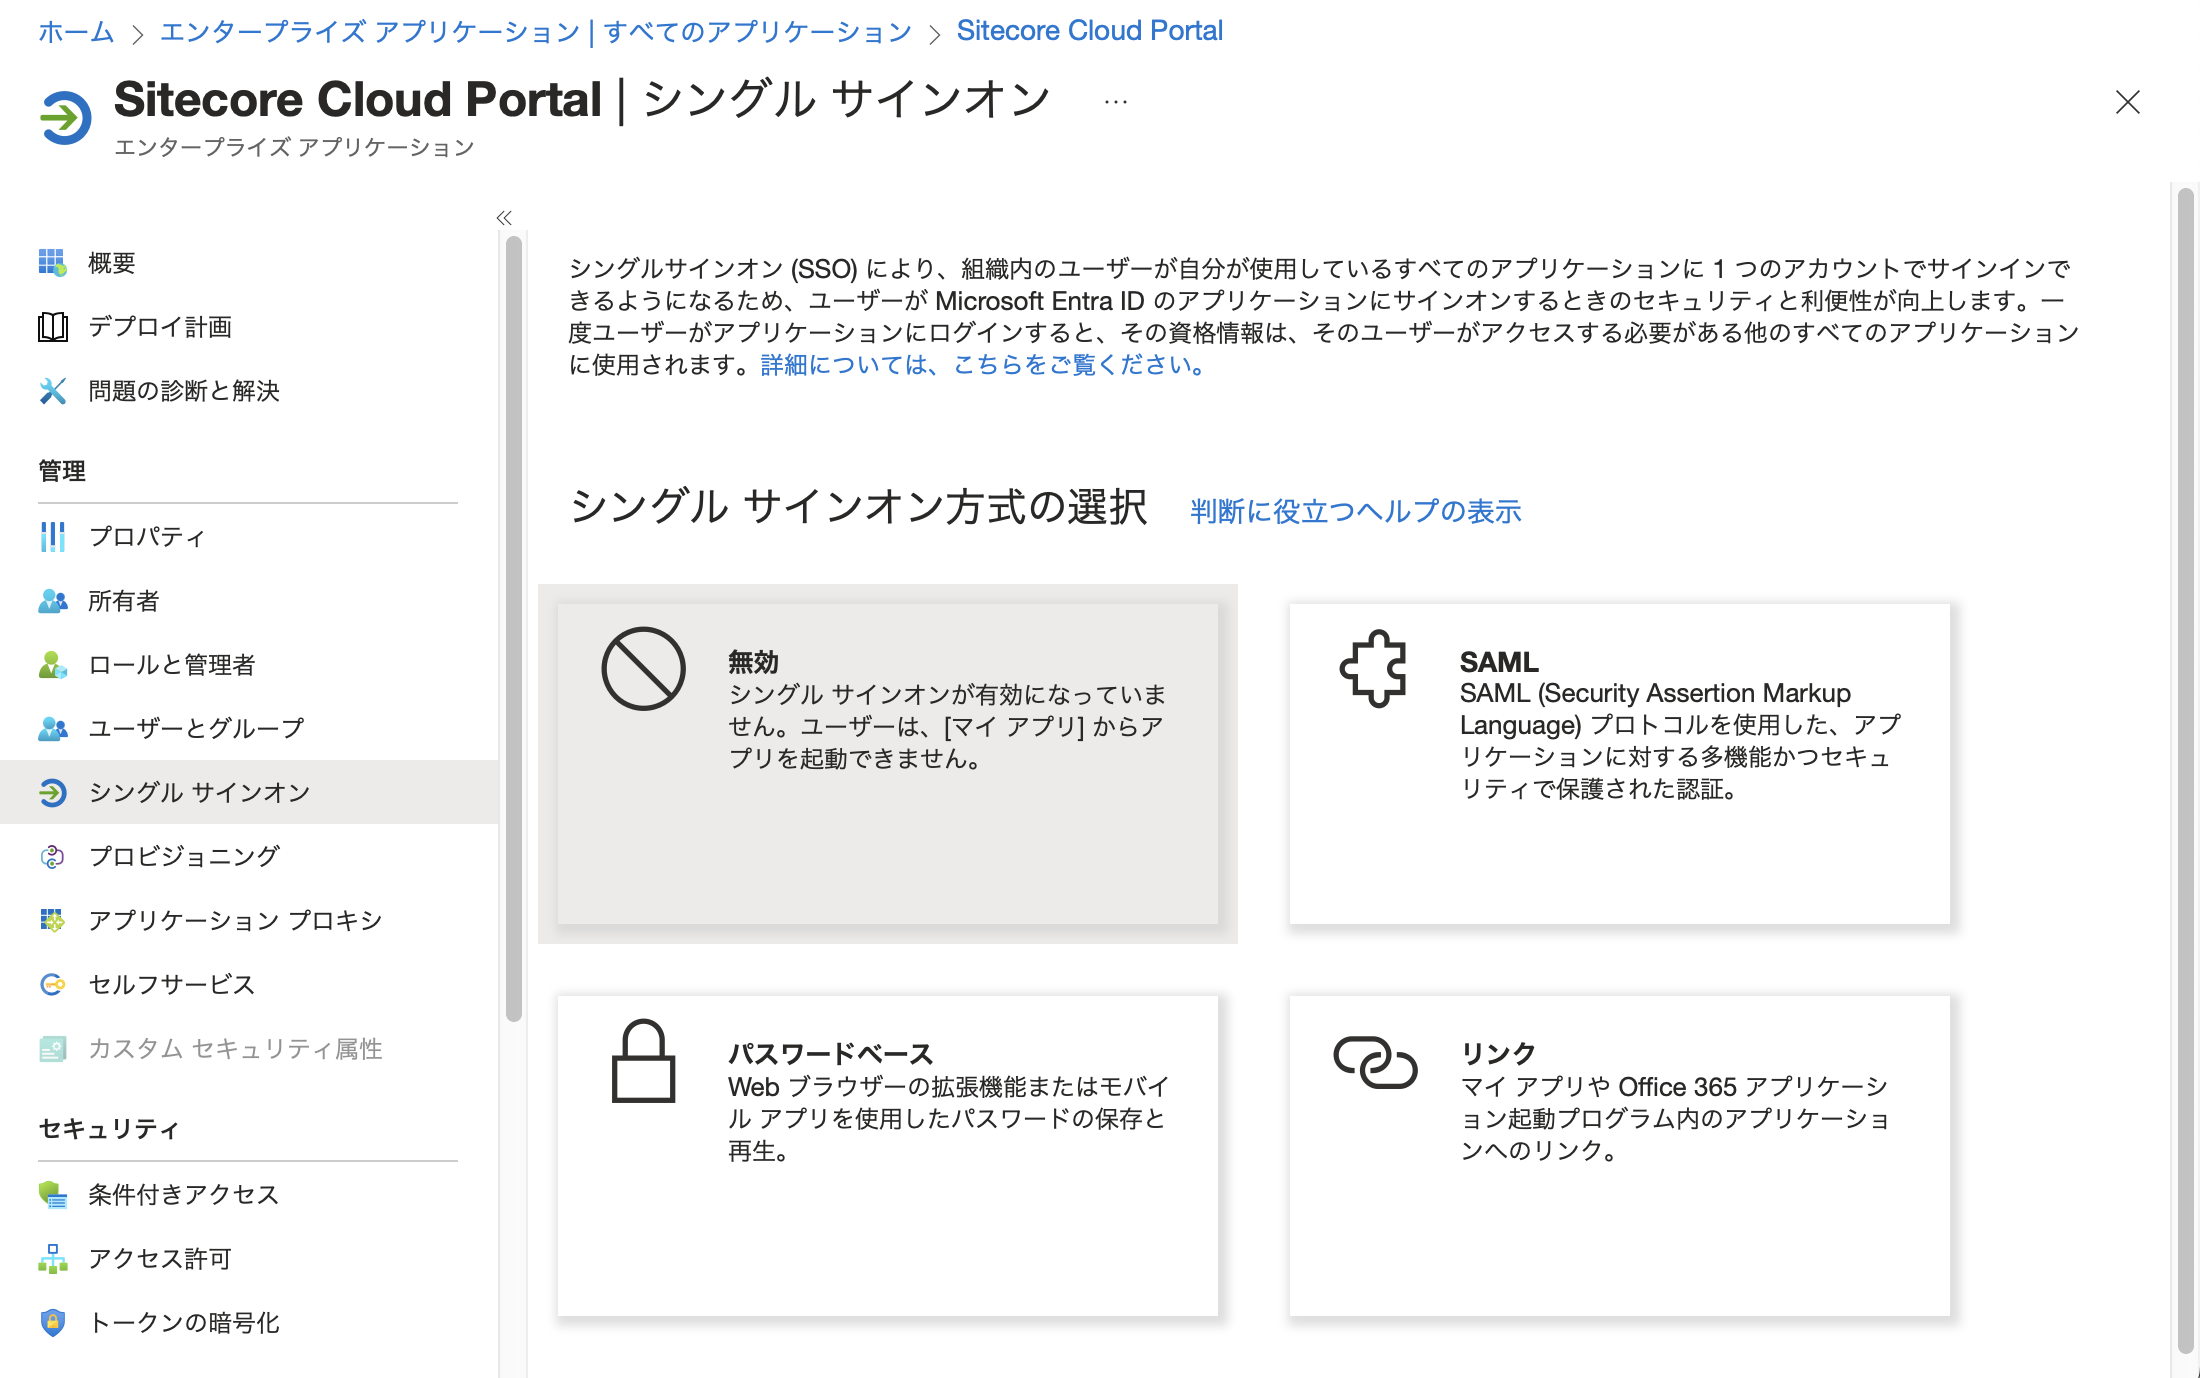 ホーム > エンタープライズ アプリケーション | すべてのアプリケーション > Sitecore Cloud Portal
Sitecore Cloud Portal | シングル サインオン …
エンタープライズ アプリケーション
概要
デプロイ計画
問題の診断と解決
管理
プロパティ
所有者
ロールと管理者
ユーザーとグループ
シングル サインオン
プロビジョニング
アプリケーション プロキシ
セルフサービス
カスタム セキュリティ属性
セキュリティ
条件付きアクセス
アクセス許可
トークンの暗号化
シングルサインオン (SSO) により、組織内のユーザーが自分が使用しているすべてのアプリケーションに 1 つのアカウントでサインインで
きるようになるため、ユーザーが Microsoft Entra ID のアプリケーションにサインオンするときのセキュリティと利便性が向上します。一
度ユーザーがアプリケーションにログインすると、その資格情報は、そのユーザーがアクセスする必要がある他のすべてのアプリケーション
に使用されます。詳細については、こちらをご覧ください。
シングル サインオン方式の選択 判断に役立つヘルプの表示
無効
シングル サインオンが有効になっていま
せん。ユーザーは、[マイ アプリ] からア
プリを起動できません。
SAML
SAML (Security Assertion Markup
Language) プロトコルを使用した、アプ
リケーションに対する多機能かつセキュ
リティで保護された認証。
パスワードベース
Web ブラウザーの拡張機能またはモバイ
ル アプリを使用したパスワードの保存と
再生。
リンク
マイ アプリや Office 365 アプリケーシ
ョン起動プログラム内のアプリケーショ
ンへのリンク。